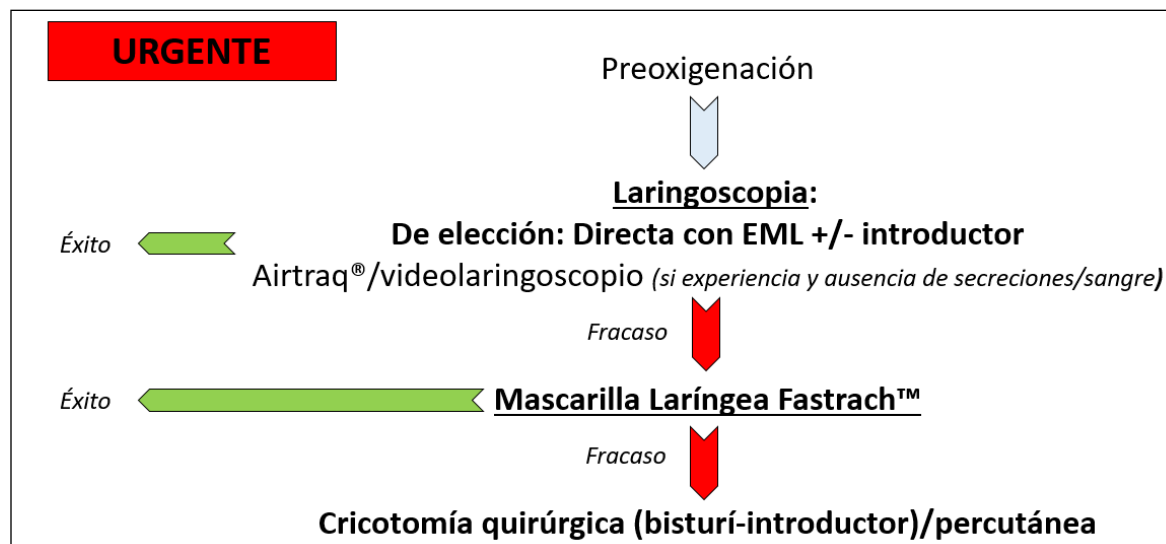 URGENTE
Preoxigenación
Laringoscopia:
De elección: Directa con EML +/- introductor
Éxito
Airtraq®/videolaringoscopio (si experiencia y ausencia de secreciones/sangre)
Fracaso
Éxito
Mascarilla Laríngea Fastrach™
Fracaso
Cricotomía quirúrgica (bisturí-introductor)/percutánea